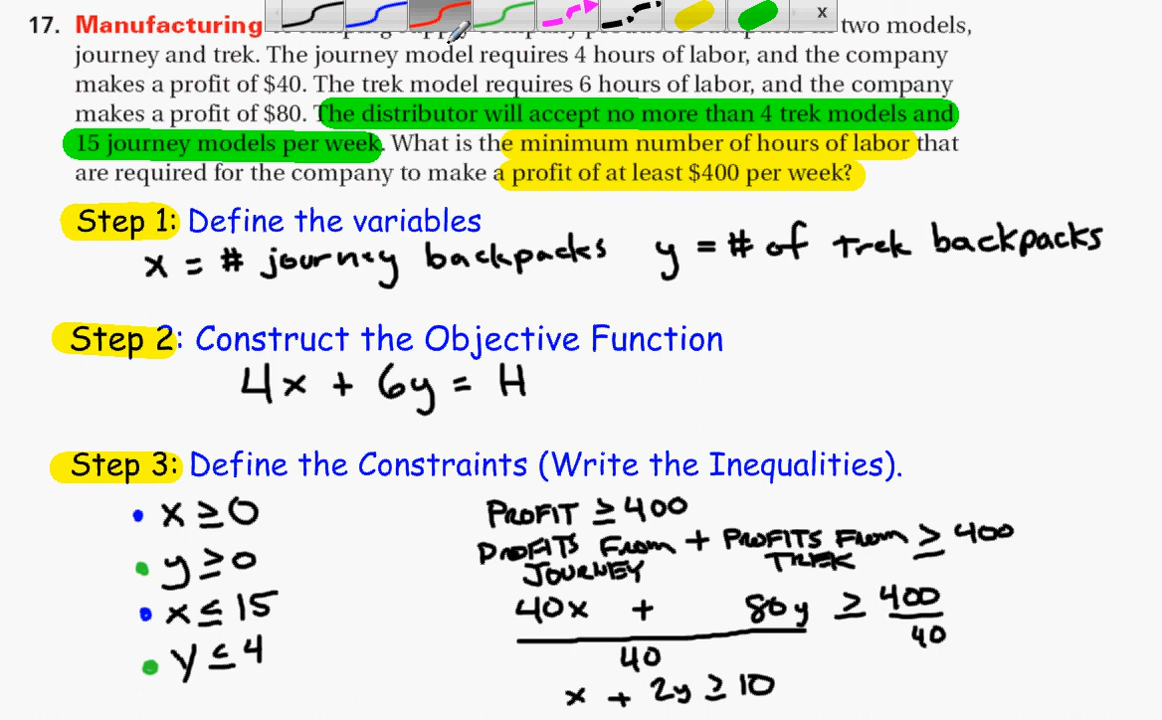 17. Manufacturing two models,
journey and trek. The journey model requires 4 hours of labor, and the company
makes a profit of $40. The trek model requires 6 hours of labor, and the company
makes a profit of $80. The distributor will accept no more than 4 trek models and
15 journey models per week. What is the minimum number of hours of labor that
are required for the company to make a profit of at least $400 per week?
Step 1: Define the variables
x = # journey backpacks y = # of Trek backpacks
Step 2: Construct the Objective Function
4x + 6y = H
Step 3: Define the Constraints (Write the Inequalities).
• x ≥ 0
• y ≥ 0
• x ≤ 15
• y ≤ 4
PROFIT ≥ 400
PROFITS FROM JOURNEY + PROFITS FROM TREK ≥ 400
40x + 80y ≥ 400
40 40
x + 2y ≥ 10